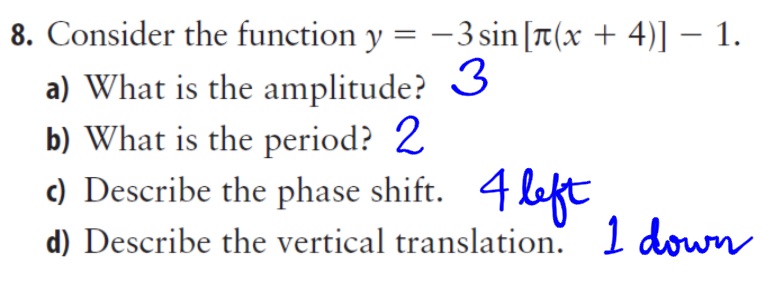 8. Consider the function y = −3 sin[π(x + 4)] − 1.
a) What is the amplitude? 3
b) What is the period? 2
c) Describe the phase shift. 4 left
d) Describe the vertical translation. 1 down